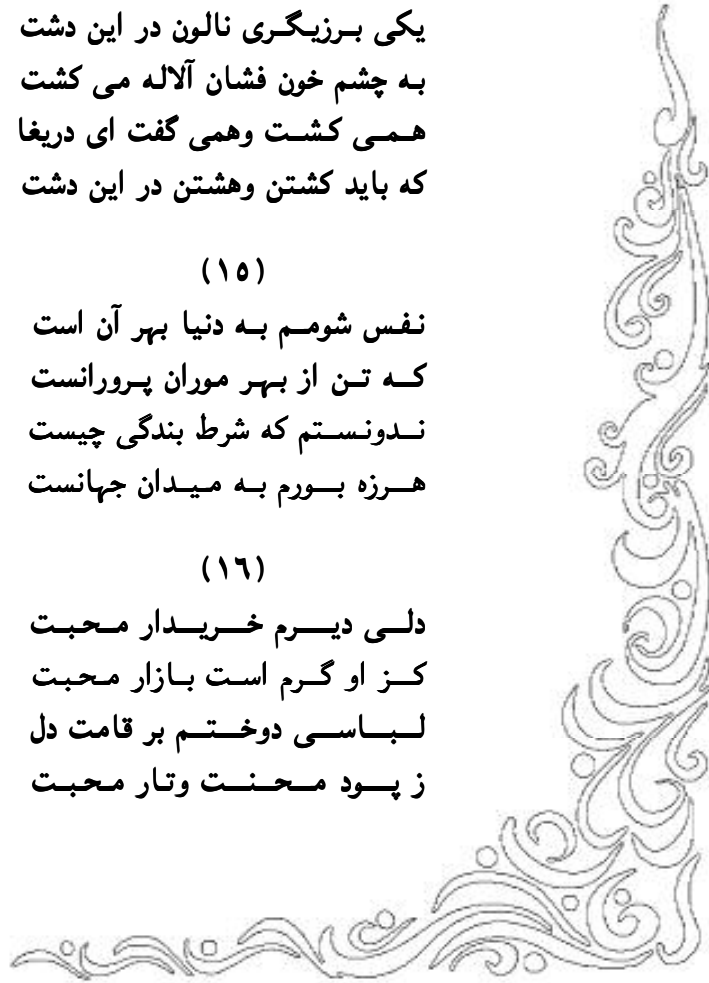 یکی برزیگری نالون در این دشت
به چشم خون فشان آلاله می کشت
همی کشت وهمی گفت ای دریغا
که باید کشتن وهشتن در این دشت
(۱٥)
نفس شومم به دنیا بهر آن است
که تن از بهر موران پرورانست
ندونستم که شرط بندگی چیست
هرزه بورم به میدان جهانست
(۱٦)
دلی دیرم خریدار محبت
کز او گرم است بازار محبت
لباسی دوختم بر قامت دل
ز پود محنت وتار محبت